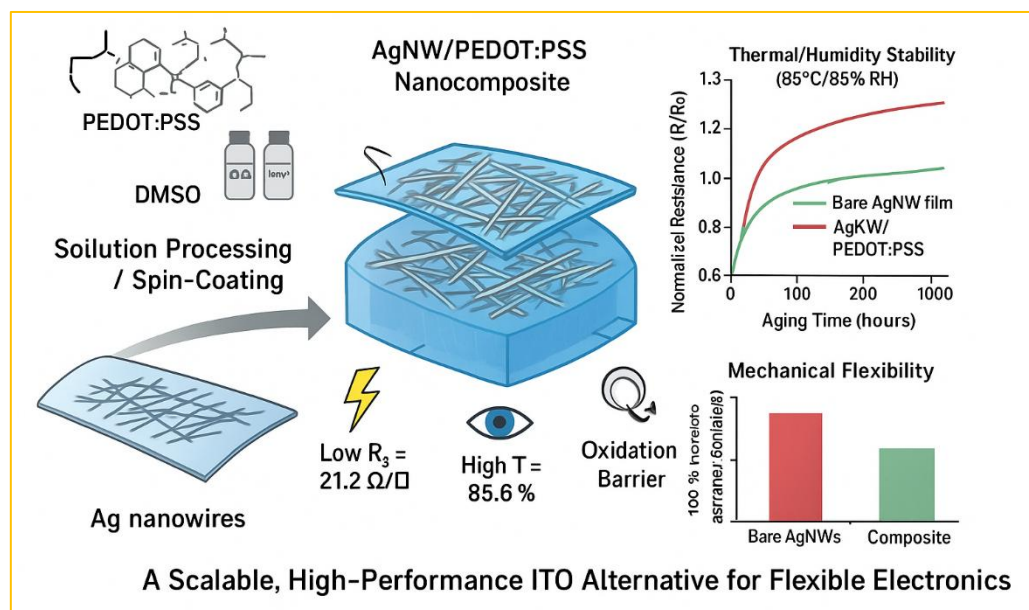 PEDOT:PSS
DMSO
Soilution Processing
/ Spin-Coating
Ag nanowires
AgNW/PEDOT:PSS
Nanocomposite
Low R₃ =
21.2 Ω/□
High T =
85.6 %
Oxidation
Barrier
Thermal/Humidity Stability
(85°C/85% RH)
Normalized Resistance (R/R₀)
1.3
1.2
1.0
0.8
0.6
0
100
200
1000
Bare AgNW film
AgKW/
PEDOT:PSS
Aging Time (hours)
Mechanical Flexibility
100 %
Bare AgNWs
Composite
A Scalable, High-Performance ITO Alternative for Flexible Electronics